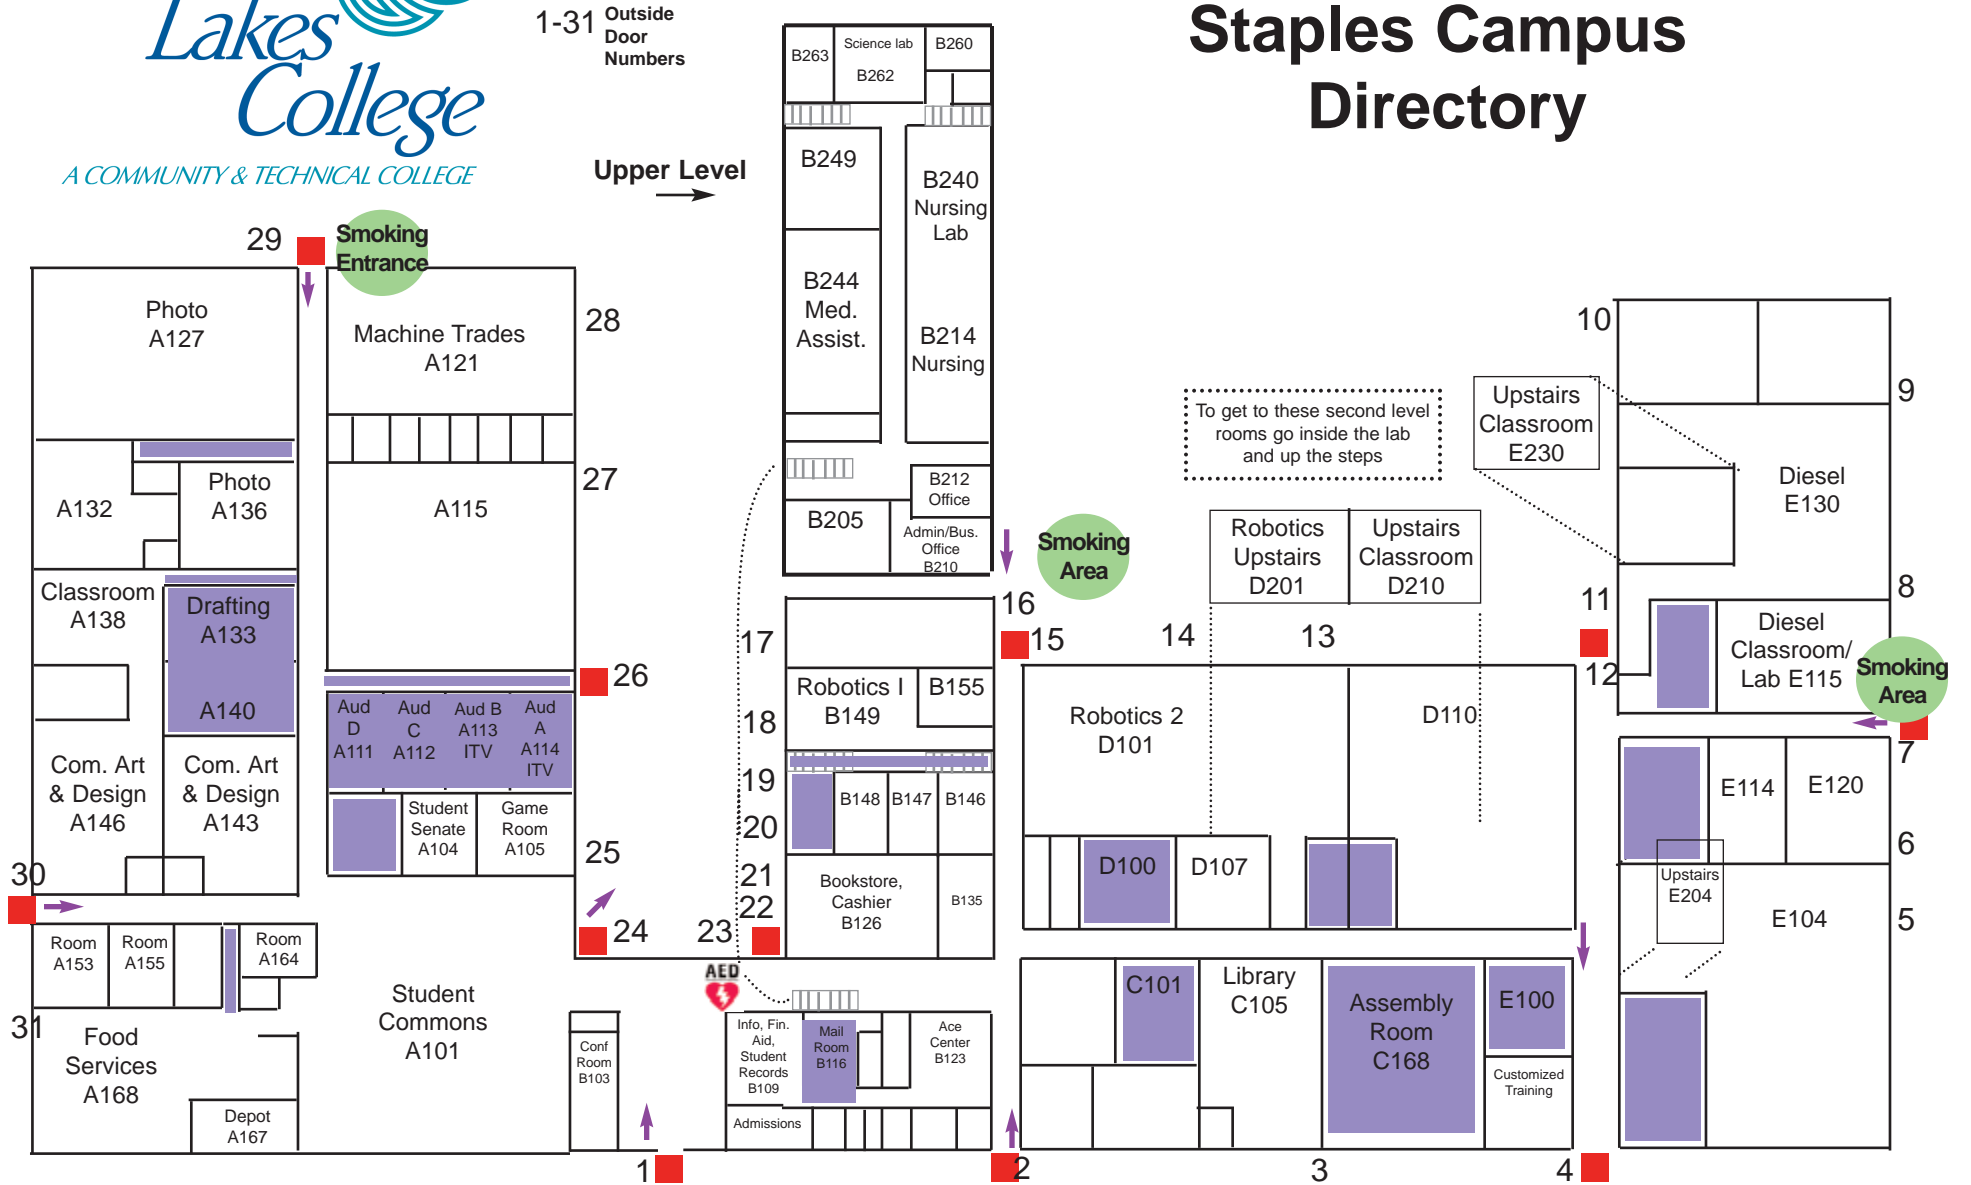 Lakes
College
A COMMUNITY & TECHNICAL COLLEGE
1-31 Outside
Door
Numbers
Staples Campus
Directory
Upper Level
B263
Science lab
B262
B260
B249
B240
Nursing
Lab
B244
Med.
Assist.
B214
Nursing
B212
Office
B205
Admin/Bus.
Office
B210
Smoking
Area
29
Smoking
Entrance
Photo
A127
Machine Trades
A121
28
27
A132
Photo
A136
A115
Classroom
A138
Drafting
A133
A140
26
Aud
D
A111
Aud
C
A112
Aud B
A113
ITV
Aud
A
A114
ITV
Com. Art
& Design
A146
Com. Art
& Design
A143
Student
Senate
A104
Game
Room
A105
25
30
24
23
Room
A153
Room
A155
Room
A164
31
Food
Services
A168
Depot
A167
Student
Commons
A101
Conf
Room
B103
1
AED
16
15
17
Robotics I
B149
B155
18
19
20
B148
B147
B146
21
22
Bookstore,
Cashier
B126
B135
Info, Fin.
Aid,
Student
Records
B109
Mail
Room
B116
Ace
Center
B123
Admissions
2
To get to these second level
rooms go inside the lab
and up the steps
Robotics
Upstairs
D201
Upstairs
Classroom
D210
14
13
Robotics 2
D101
D110
D100
D107
C101
Library
C105
Assembly
Room
C168
E100
Customized
Training
3
4
10
9
Upstairs
Classroom
E230
Diesel
E130
11
8
12
Diesel
Classroom/
Lab E115
Smoking
Area
7
E114
E120
6
Upstairs
E204
E104
5